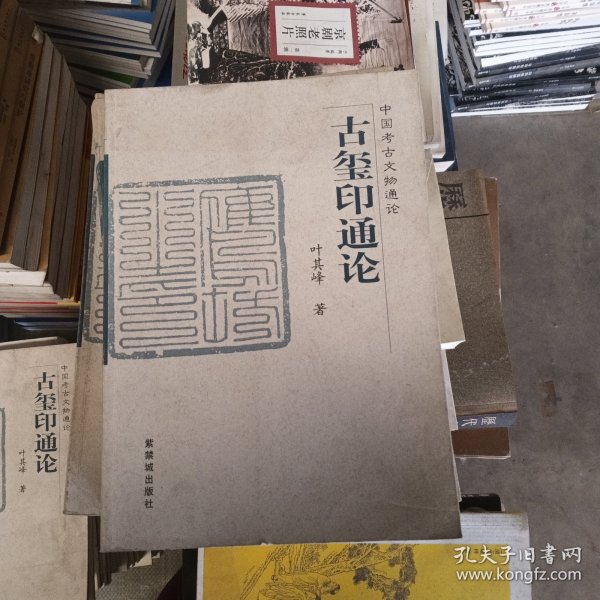 京剧老照片
中国考古文物通论
古玺印通论
叶其峰 著
紫禁城出版社
中国考古文物通论
古玺印通论
叶其峰 著
孔夫子旧书网
www.kongfz.com